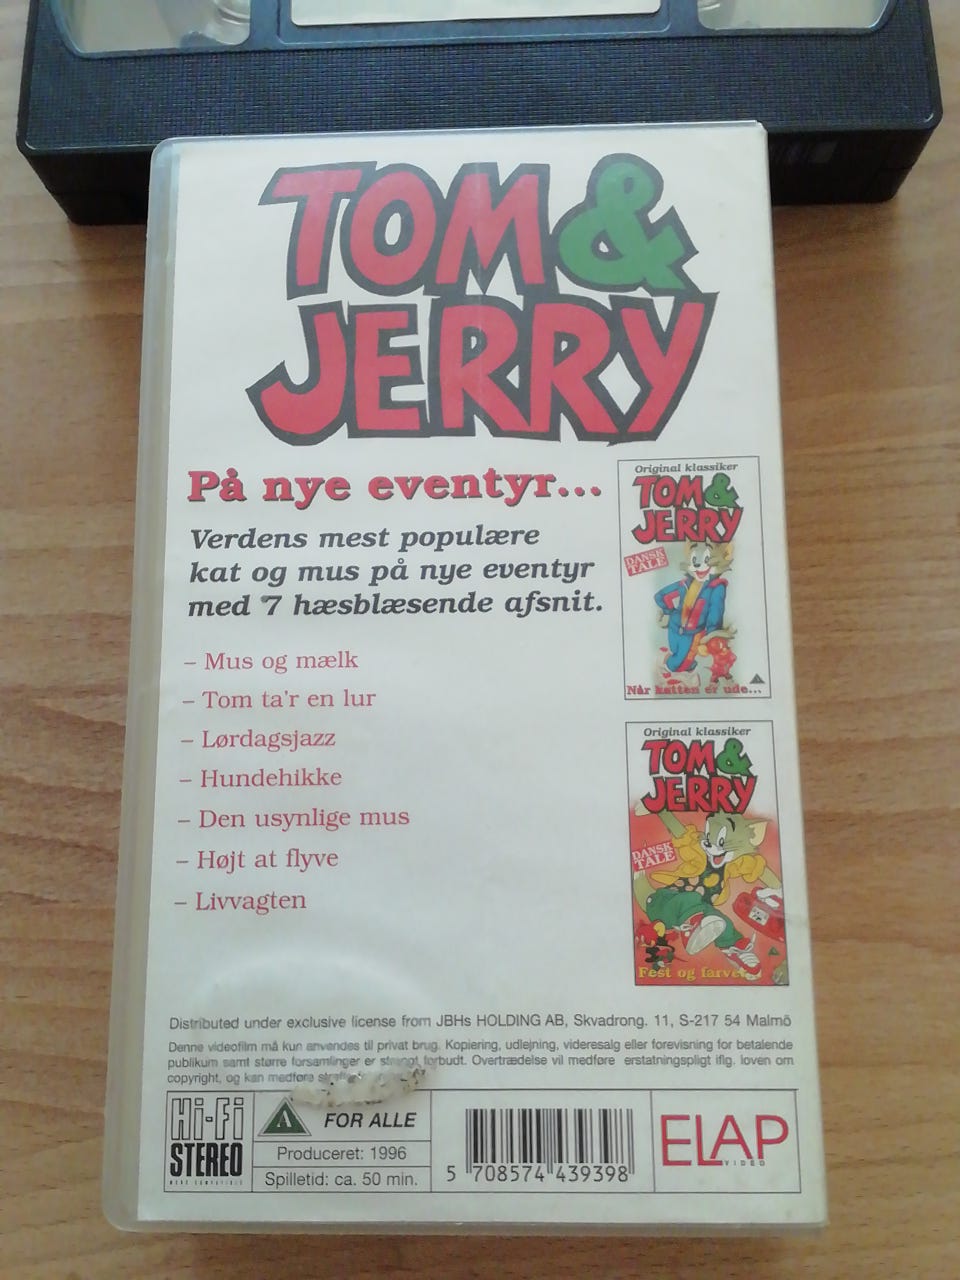 TOM &
JERRY
På nye eventyr...
Verdens mest populære
kat og mus på nye eventyr
med 7 hæsblæsende afsnit.
– Mus og mælk
– Tom ta'r en lur
– Lørdagsjazz
– Hundehikke
– Den usynlige mus
– Højt at flyve
– Livvagten
Original klassiker
TOM &
JERRY
DANSK
TALE
Når katten er ude...
Original klassiker
TOM &
JERRY
DANSK
TALE
Fest og farver...
Distributed under exclusive license from JBHs HOLDING AB, Skvadrong. 11, S-217 54 Malmö
Denne videofilm må kun anvendes til privat brug. Kopiering, udlejning, videresalg eller forevisning for betalende
publikum samt større forsamlinger er strengt forbudt. Overtrædelse vil medføre erstatningspligt iflg. loven om
copyright, og kan medføre
Hi-Fi
STEREO
A FOR ALLE
Produceret: 1996
Spilletid: ca. 50 min.
5 708574 439398
ELAP
VIDEO